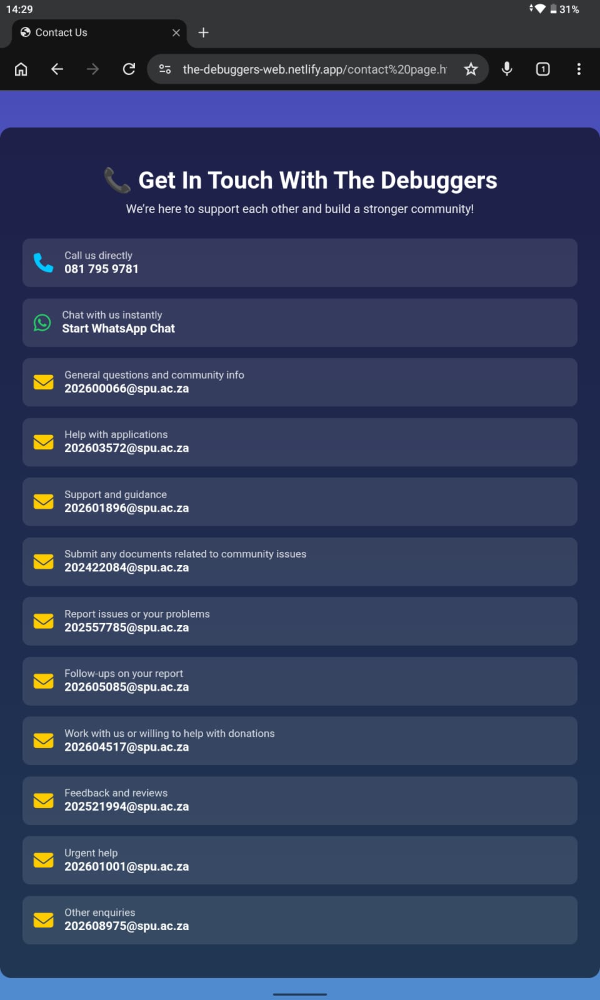 14:29
31%
Contact Us
the-debuggers-web.netlify.app/contact%20page.h
1
Get In Touch With The Debuggers
We’re here to support each other and build a stronger community!
Call us directly
081 795 9781
Chat with us instantly
Start WhatsApp Chat
General questions and community info
202600066@spu.ac.za
Help with applications
202603572@spu.ac.za
Support and guidance
202601896@spu.ac.za
Submit any documents related to community issues
202422084@spu.ac.za
Report issues or your problems
202557785@spu.ac.za
Follow-ups on your report
202605085@spu.ac.za
Work with us or willing to help with donations
202604517@spu.ac.za
Feedback and reviews
202521994@spu.ac.za
Urgent help
202601001@spu.ac.za
Other enquiries
202608975@spu.ac.za